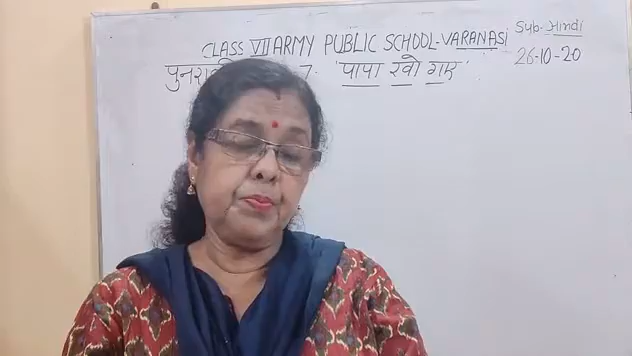 CLASS VII ARMY PUBLIC SCHOOL-VARANASI
Sub- Hindi
26-10-20
7. 'पापा खो गए'